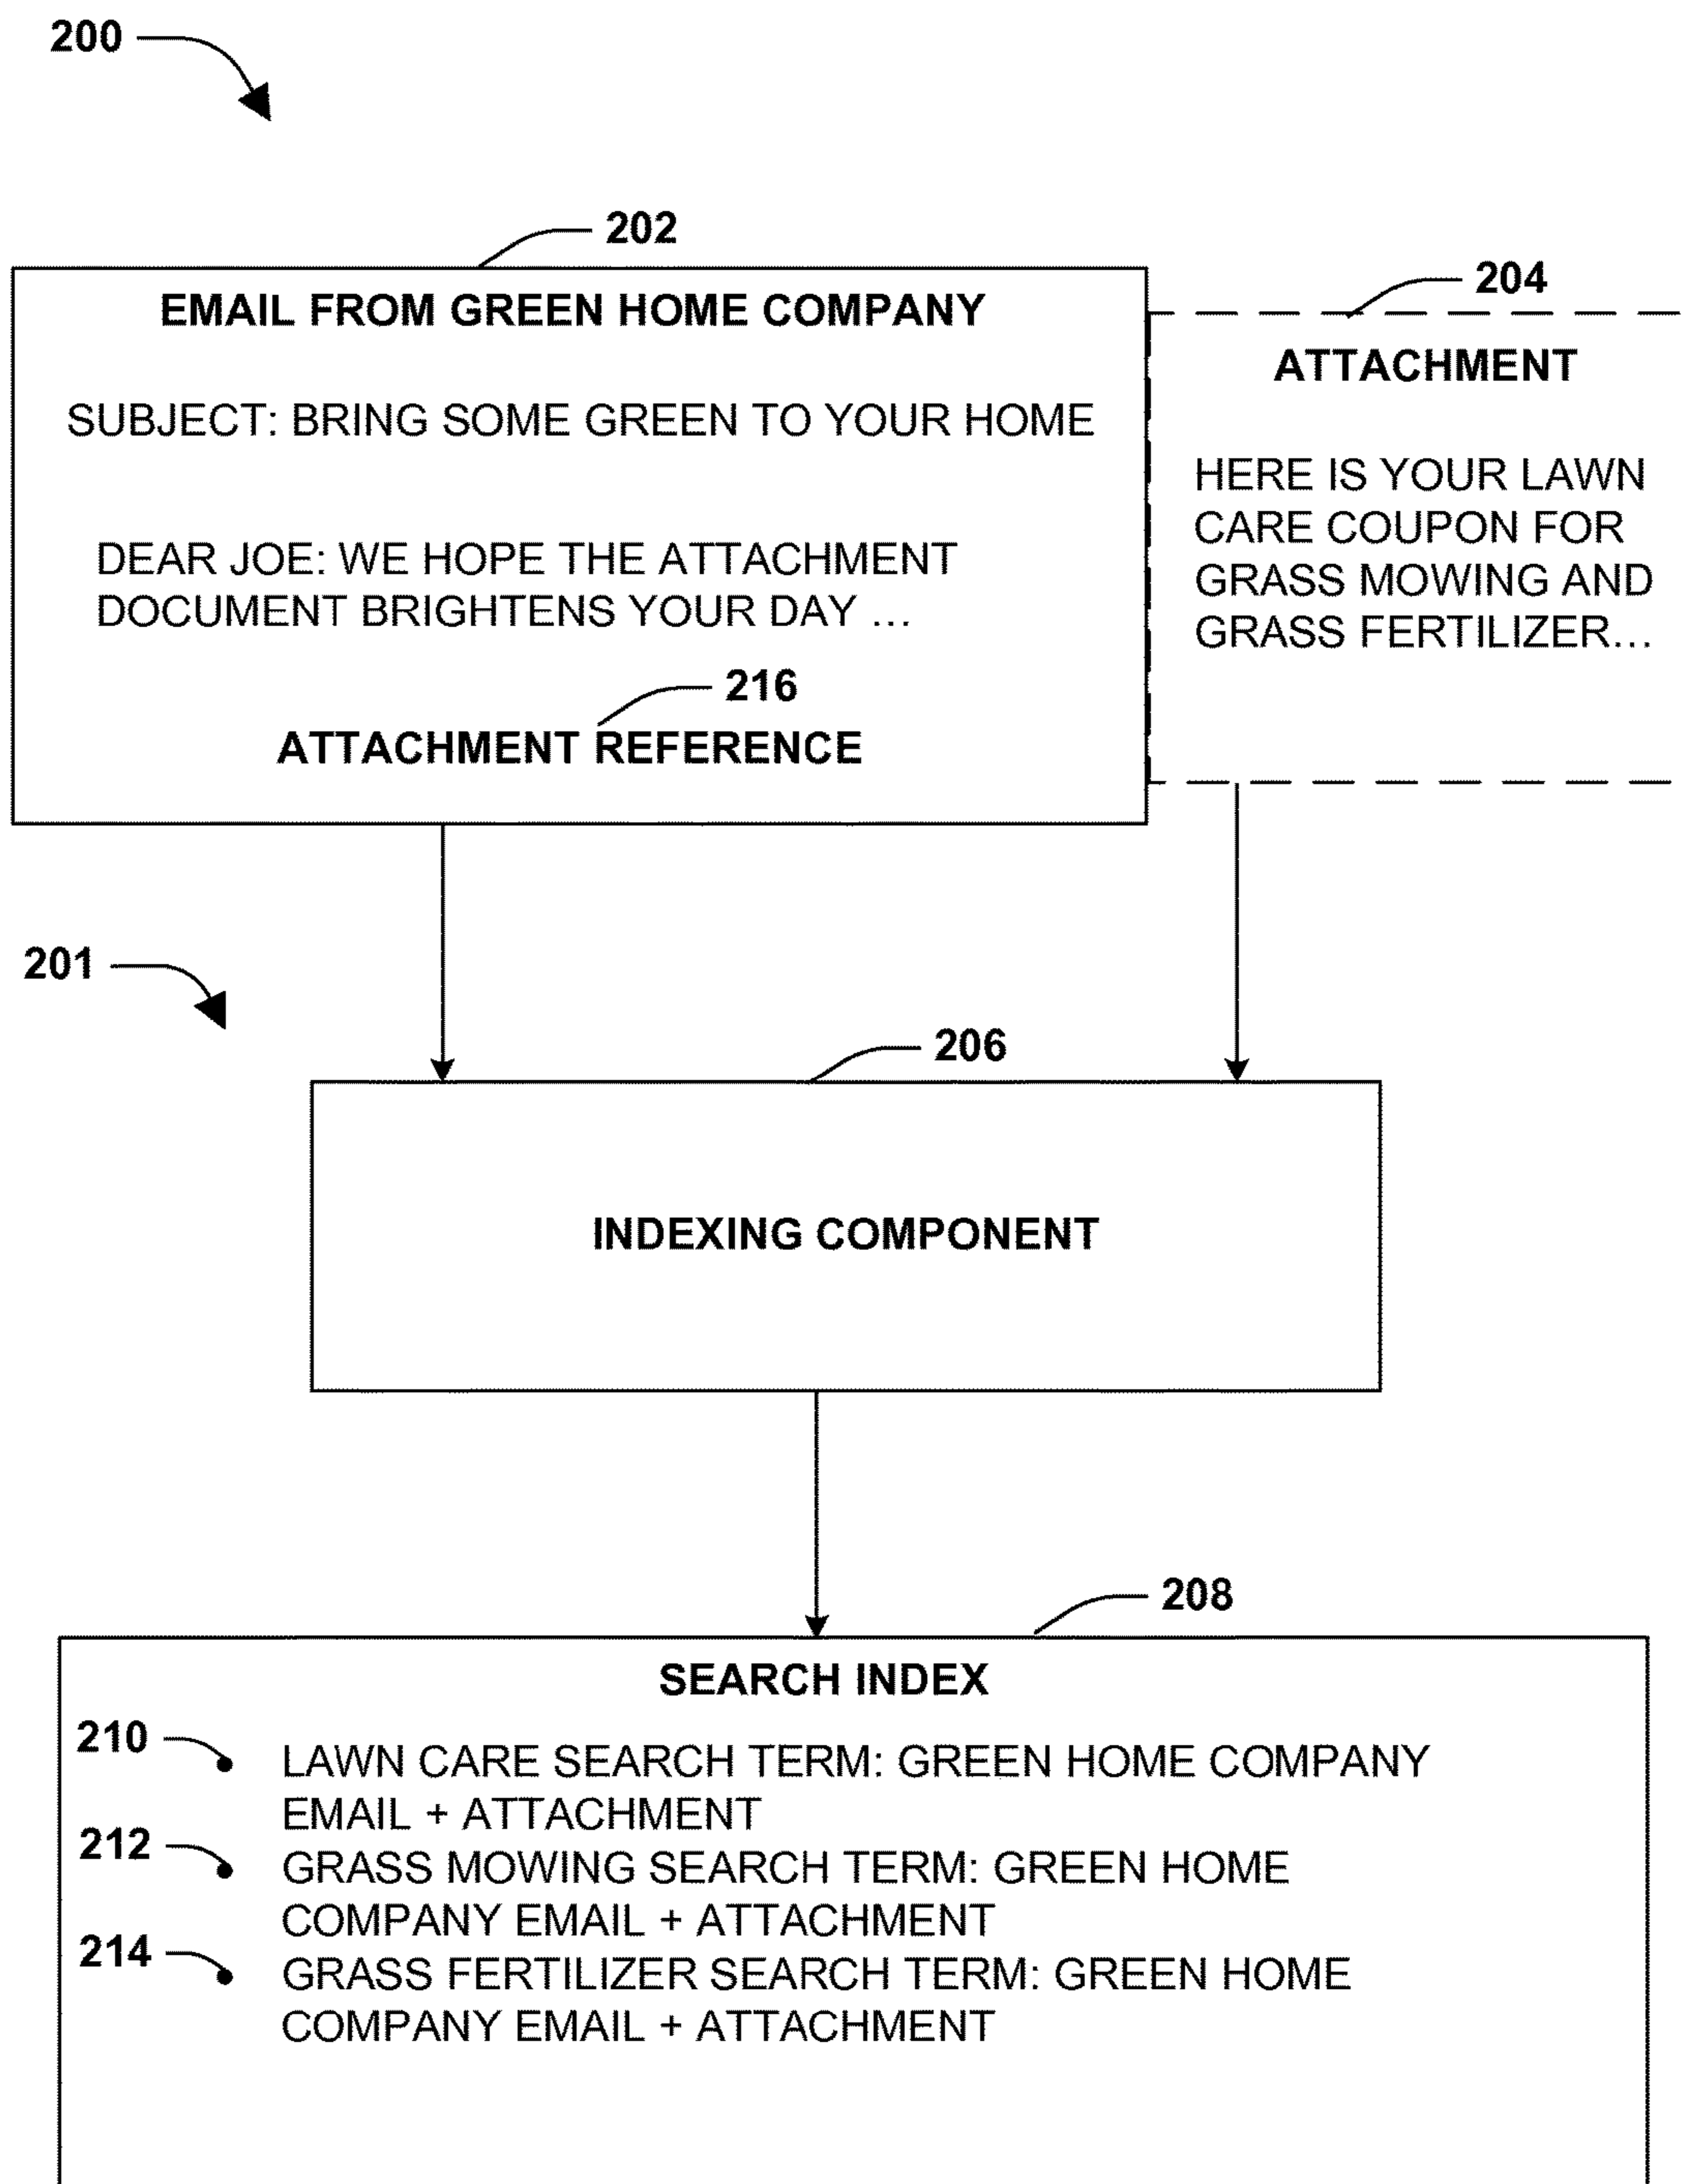 200
202
EMAIL FROM GREEN HOME COMPANY
SUBJECT: BRING SOME GREEN TO YOUR HOME
DEAR JOE: WE HOPE THE ATTACHMENT
DOCUMENT BRIGHTENS YOUR DAY ...
216
ATTACHMENT REFERENCE
204
ATTACHMENT
HERE IS YOUR LAWN
CARE COUPON FOR
GRASS MOWING AND
GRASS FERTILIZER...
201
206
INDEXING COMPONENT
208
SEARCH INDEX
210
• LAWN CARE SEARCH TERM: GREEN HOME COMPANY
EMAIL + ATTACHMENT
212
• GRASS MOWING SEARCH TERM: GREEN HOME
COMPANY EMAIL + ATTACHMENT
214
• GRASS FERTILIZER SEARCH TERM: GREEN HOME
COMPANY EMAIL + ATTACHMENT